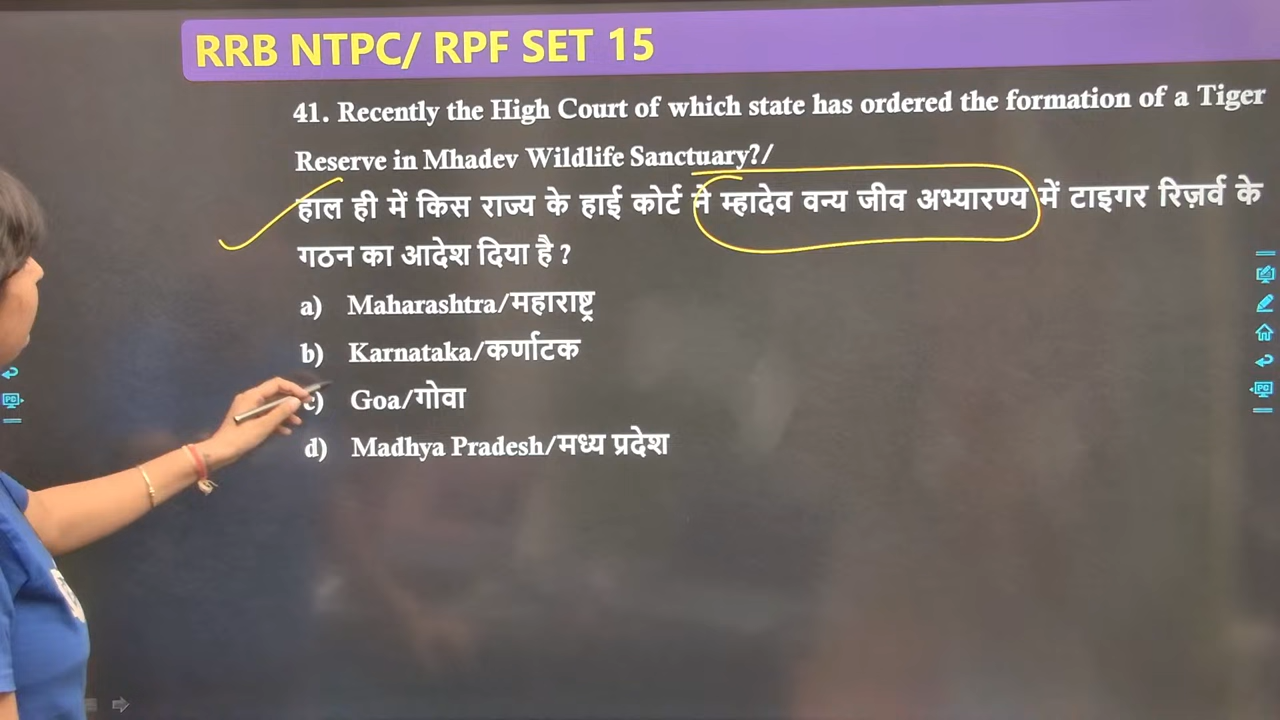 RRB NTPC/ RPF SET 15
41. Recently the High Court of which state has ordered the formation of a Tiger
Reserve in Mhadev Wildlife Sanctuary?/
हाल ही में किस राज्य के हाई कोर्ट ने म्हादेव वन्य जीव अभ्यारण्य में टाइगर रिज़र्व के
गठन का आदेश दिया है ?
a) Maharashtra/महाराष्ट्र
b) Karnataka/कर्णाटक
c) Goa/गोवा
d) Madhya Pradesh/मध्य प्रदेश
PC
PC